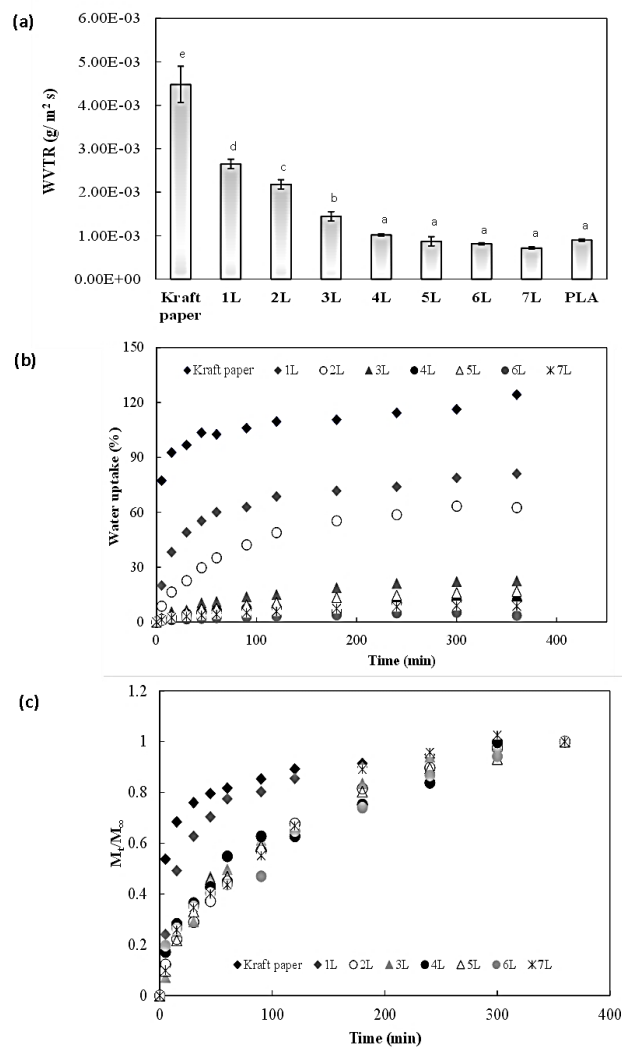 (a)
6.00E-03
5.00E-03
4.00E-03
3.00E-03
2.00E-03
1.00E-03
0.00E+00
WVTR (g/ m² s)
e
d
c
b
a
a
a
a
a
Kraft paper 1L 2L 3L 4L 5L 6L 7L PLA
(b)
150
120
90
60
30
0
Water uptake (%)
Kraft paper 1L 2L 3L 4L 5L 6L 7L
0 100 200 300 400
Time (min)
(c)
1.2
1
0.8
0.6
0.4
0.2
0
Mt/M∞
Kraft paper 1L 2L 3L 4L 5L 6L 7L
0 100 200 300 400
Time (min)